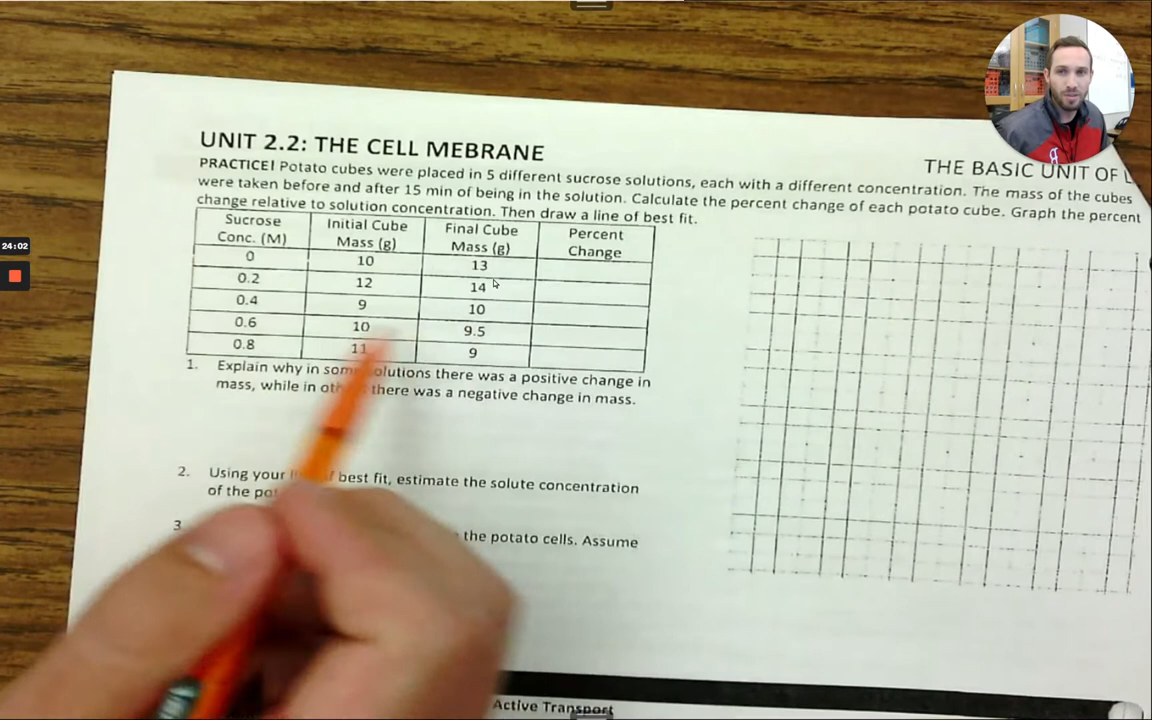 UNIT 2.2: THE CELL MEBRANE
THE BASIC UNIT OF
PRACTICE! Potato cubes were placed in 5 different sucrose solutions, each with a different concentration. The mass of the cubes
were taken before and after 15 min of being in the solution. Calculate the percent change of each potato cube. Graph the percent
change relative to solution concentration. Then draw a line of best fit.
Sucrose Conc. (M) Initial Cube Mass (g) Final Cube Mass (g) Percent Change
0 10 13
0.2 12 14
0.4 9 10
0.6 10 9.5
0.8 11 9
1. Explain why in some solutions there was a positive change in
mass, while in there was a negative change in mass.
2. Using your best fit, estimate the solute concentration
of the
3. the potato cells. Assume
Active Transport
24:02